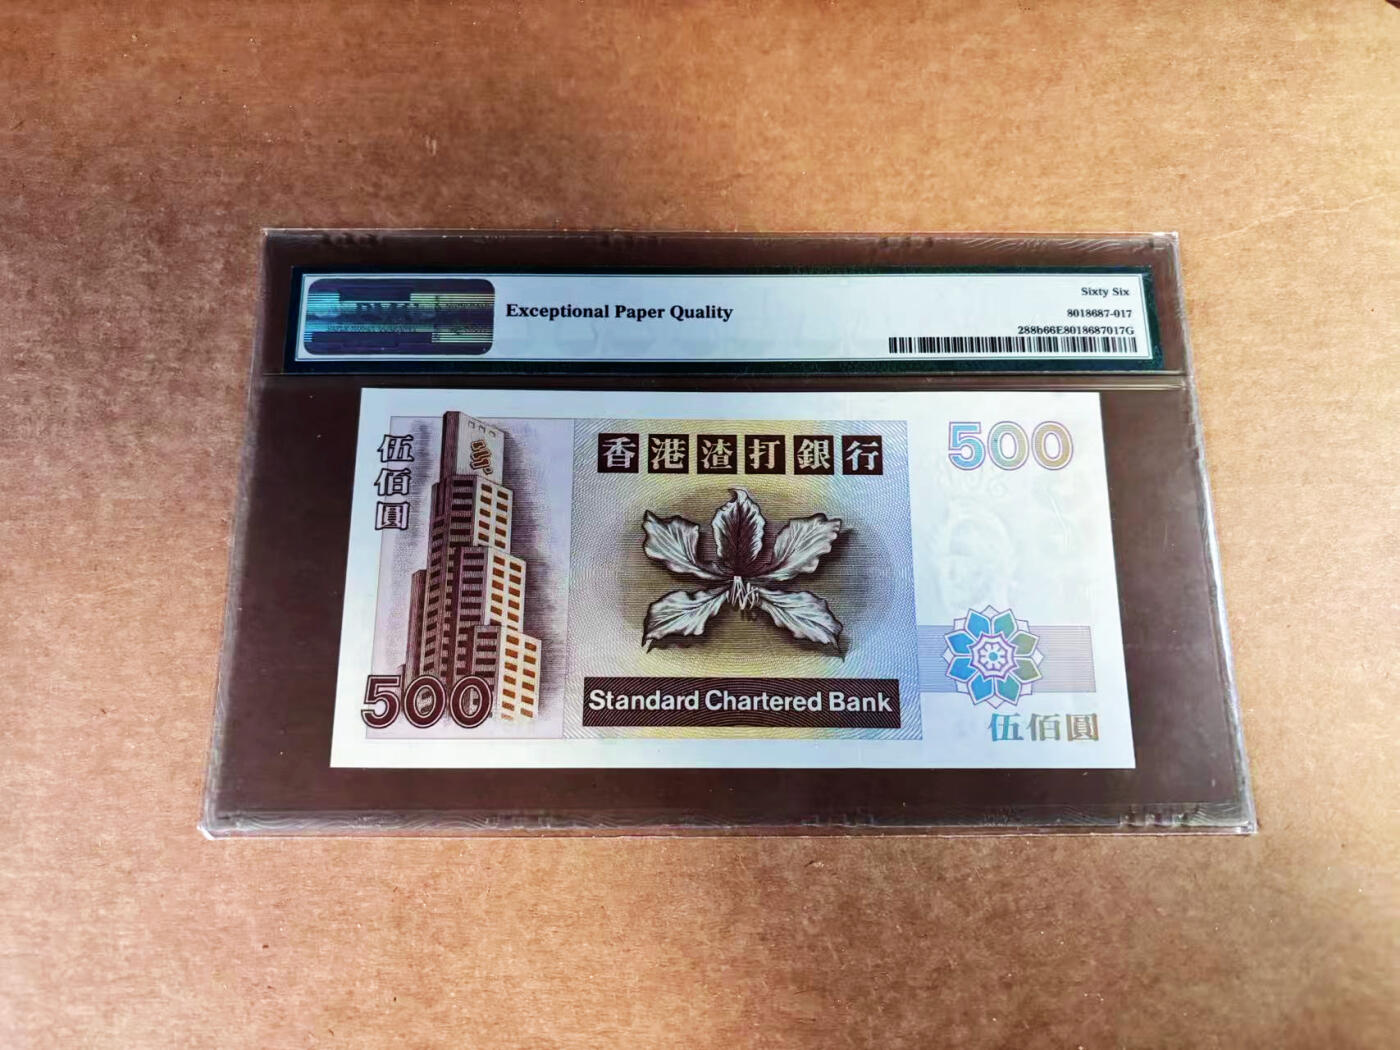 Sixty Six
Exceptional Paper Quality
8018687-017
288b66E8018687017G
伍佰圓
香港渣打銀行
500
500
Standard Chartered Bank
伍佰圓